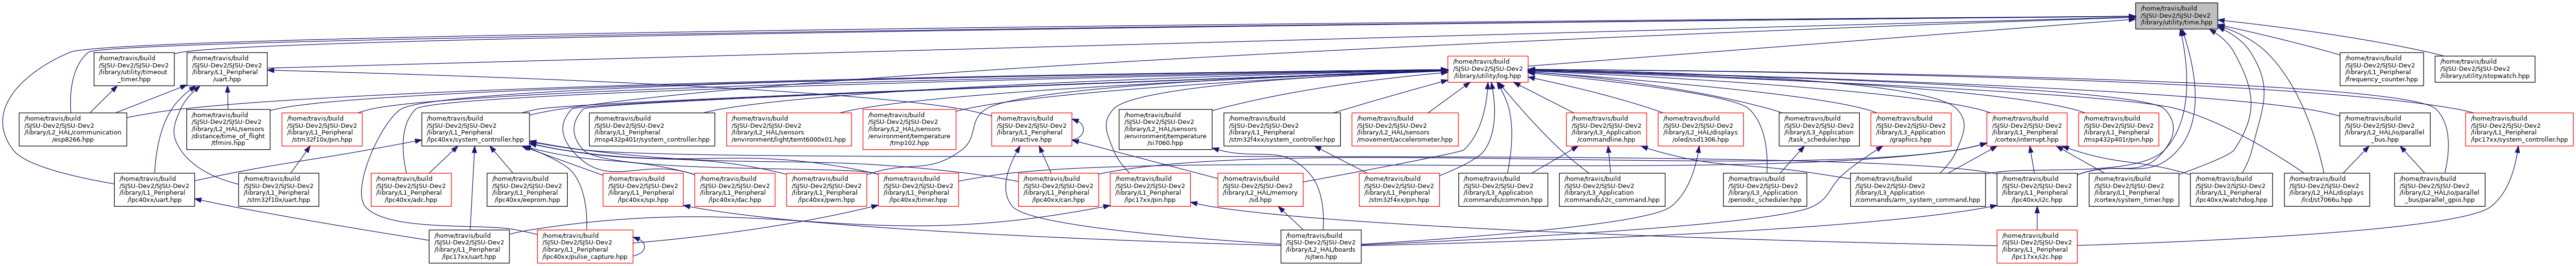 /home/travis/build
/SJSU-Dev2/SJSU-Dev2
/library/utility/time.hpp
/home/travis/build
/SJSU-Dev2/SJSU-Dev2
/library/utility/timeout
_timer.hpp
/home/travis/build
/SJSU-Dev2/SJSU-Dev2
/library/L1_Peripheral
/uart.hpp
/home/travis/build
/SJSU-Dev2/SJSU-Dev2
/library/utility/log.hpp
/home/travis/build
/SJSU-Dev2/SJSU-Dev2
/library/L1_Peripheral
/frequency_counter.hpp
/home/travis/build
/SJSU-Dev2/SJSU-Dev2
/library/utility/stopwatch.hpp
/home/travis/build
/SJSU-Dev2/SJSU-Dev2
/library/L2_HAL/communication
/esp8266.hpp
/home/travis/build
/SJSU-Dev2/SJSU-Dev2
/library/L2_HAL/sensors
/distance/time_of_flight
/tfmini.hpp
/home/travis/build
/SJSU-Dev2/SJSU-Dev2
/library/L1_Peripheral
/stm32f10x/pin.hpp
/home/travis/build
/SJSU-Dev2/SJSU-Dev2
/library/L1_Peripheral
/lpc40xx/system_controller.hpp
/home/travis/build
/SJSU-Dev2/SJSU-Dev2
/library/L1_Peripheral
/msp432p401r/system_controller.hpp
/home/travis/build
/SJSU-Dev2/SJSU-Dev2
/library/L2_HAL/sensors
/environment/light/temt6000x01.hpp
/home/travis/build
/SJSU-Dev2/SJSU-Dev2
/library/L2_HAL/sensors
/environment/temperature
/tmp102.hpp
/home/travis/build
/SJSU-Dev2/SJSU-Dev2
/library/L1_Peripheral
/inactive.hpp
/home/travis/build
/SJSU-Dev2/SJSU-Dev2
/library/L2_HAL/sensors
/environment/temperature
/si7060.hpp
/home/travis/build
/SJSU-Dev2/SJSU-Dev2
/library/L1_Peripheral
/stm32f4xx/system_controller.hpp
/home/travis/build
/SJSU-Dev2/SJSU-Dev2
/library/L2_HAL/sensors
/movement/accelerometer.hpp
/home/travis/build
/SJSU-Dev2/SJSU-Dev2
/library/L3_Application
/commandline.hpp
/home/travis/build
/SJSU-Dev2/SJSU-Dev2
/library/L2_HAL/displays
/oled/ssd1306.hpp
/home/travis/build
/SJSU-Dev2/SJSU-Dev2
/library/L3_Application
/task_scheduler.hpp
/home/travis/build
/SJSU-Dev2/SJSU-Dev2
/library/L3_Application
/graphics.hpp
/home/travis/build
/SJSU-Dev2/SJSU-Dev2
/library/L1_Peripheral
/cortex/interrupt.hpp
/home/travis/build
/SJSU-Dev2/SJSU-Dev2
/library/L1_Peripheral
/msp432p401r/pin.hpp
/home/travis/build
/SJSU-Dev2/SJSU-Dev2
/library/L2_HAL/io/parallel
_bus.hpp
/home/travis/build
/SJSU-Dev2/SJSU-Dev2
/library/L1_Peripheral
/lpc17xx/system_controller.hpp
/home/travis/build
/SJSU-Dev2/SJSU-Dev2
/library/L1_Peripheral
/lpc40xx/uart.hpp
/home/travis/build
/SJSU-Dev2/SJSU-Dev2
/library/L1_Peripheral
/stm32f10x/uart.hpp
/home/travis/build
/SJSU-Dev2/SJSU-Dev2
/library/L1_Peripheral
/lpc40xx/adc.hpp
/home/travis/build
/SJSU-Dev2/SJSU-Dev2
/library/L1_Peripheral
/lpc40xx/eeprom.hpp
/home/travis/build
/SJSU-Dev2/SJSU-Dev2
/library/L1_Peripheral
/lpc40xx/spi.hpp
/home/travis/build
/SJSU-Dev2/SJSU-Dev2
/library/L1_Peripheral
/lpc40xx/dac.hpp
/home/travis/build
/SJSU-Dev2/SJSU-Dev2
/library/L1_Peripheral
/lpc40xx/pwm.hpp
/home/travis/build
/SJSU-Dev2/SJSU-Dev2
/library/L1_Peripheral
/lpc40xx/timer.hpp
/home/travis/build
/SJSU-Dev2/SJSU-Dev2
/library/L1_Peripheral
/lpc40xx/can.hpp
/home/travis/build
/SJSU-Dev2/SJSU-Dev2
/library/L1_Peripheral
/lpc17xx/pin.hpp
/home/travis/build
/SJSU-Dev2/SJSU-Dev2
/library/L2_HAL/memory
/sd.hpp
/home/travis/build
/SJSU-Dev2/SJSU-Dev2
/library/L1_Peripheral
/stm32f4xx/pin.hpp
/home/travis/build
/SJSU-Dev2/SJSU-Dev2
/library/L3_Application
/commands/common.hpp
/home/travis/build
/SJSU-Dev2/SJSU-Dev2
/library/L3_Application
/commands/i2c_command.hpp
/home/travis/build
/SJSU-Dev2/SJSU-Dev2
/library/L3_Application
/periodic_scheduler.hpp
/home/travis/build
/SJSU-Dev2/SJSU-Dev2
/library/L3_Application
/commands/arm_system_command.hpp
/home/travis/build
/SJSU-Dev2/SJSU-Dev2
/library/L1_Peripheral
/lpc40xx/i2c.hpp
/home/travis/build
/SJSU-Dev2/SJSU-Dev2
/library/L1_Peripheral
/cortex/system_timer.hpp
/home/travis/build
/SJSU-Dev2/SJSU-Dev2
/library/L1_Peripheral
/lpc40xx/watchdog.hpp
/home/travis/build
/SJSU-Dev2/SJSU-Dev2
/library/L2_HAL/displays
/lcd/st7066u.hpp
/home/travis/build
/SJSU-Dev2/SJSU-Dev2
/library/L2_HAL/io/parallel
_bus/parallel_gpio.hpp
/home/travis/build
/SJSU-Dev2/SJSU-Dev2
/library/L1_Peripheral
/lpc17xx/uart.hpp
/home/travis/build
/SJSU-Dev2/SJSU-Dev2
/library/L1_Peripheral
/lpc40xx/pulse_capture.hpp
/home/travis/build
/SJSU-Dev2/SJSU-Dev2
/library/L2_HAL/boards
/sjtwo.hpp
/home/travis/build
/SJSU-Dev2/SJSU-Dev2
/library/L1_Peripheral
/lpc17xx/i2c.hpp